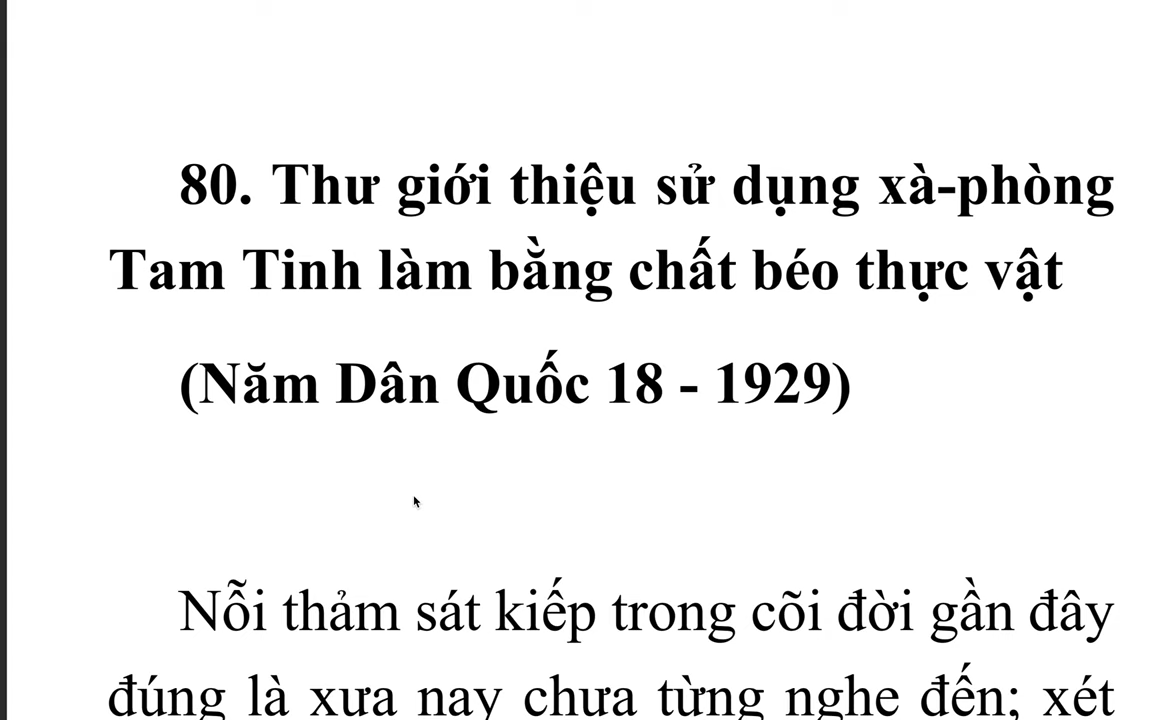 80. Thư giới thiệu sử dụng xà-phòng
Tam Tinh làm bằng chất béo thực vật
(Năm Dân Quốc 18 - 1929)
Nỗi thảm sát kiếp trong cõi đời gần đây
đúng là xưa nay chưa từng nghe đến; xét